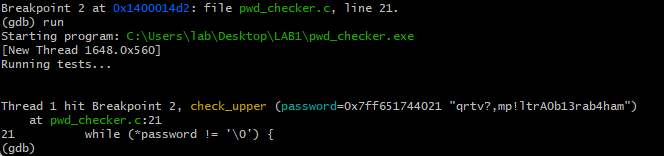 Breakpoint 2 at 0x1400014d2: file pwd_checker.c, line 21.
(gdb) run
Starting program: C:\Users\lab\Desktop\LAB1\pwd_checker.exe
[New Thread 1648.0x560]
Running tests...
Thread 1 hit Breakpoint 2, check_upper (password=0x7ff651744021 "qrtv?,mp!ltrA0b13rab4ham")
at pwd_checker.c:21
21 while (*password != '\0') {
(gdb)